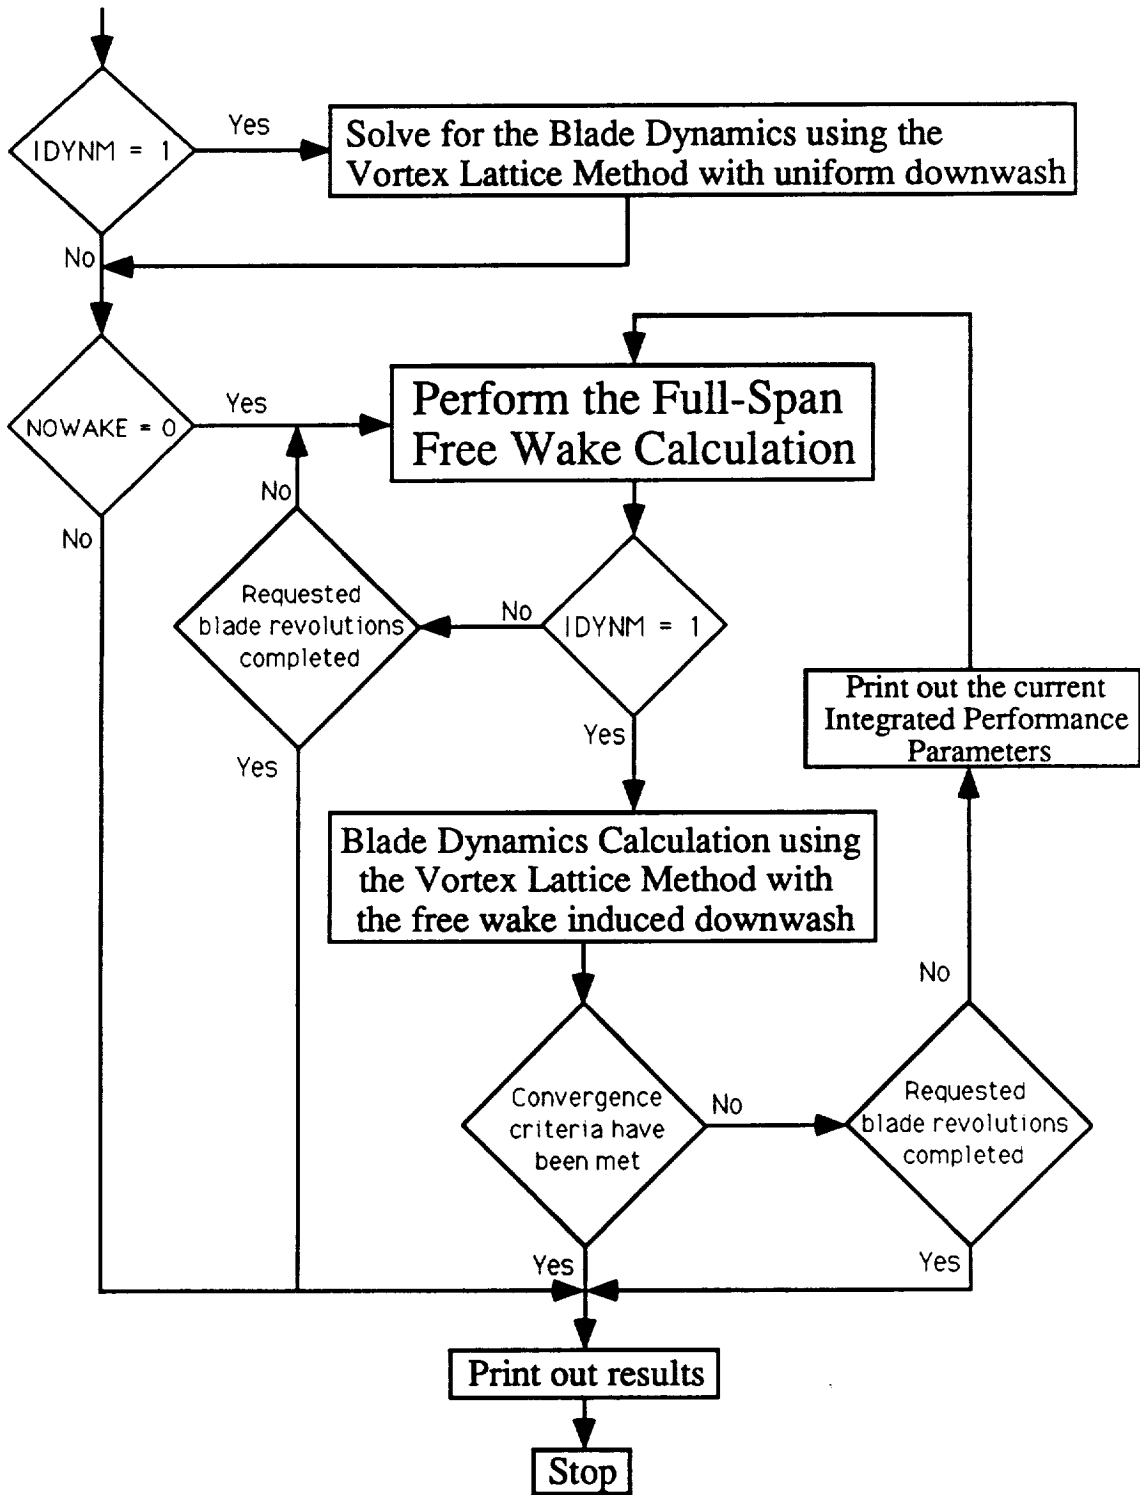 IDYNM = 1
Yes
Solve for the Blade Dynamics using the
Vortex Lattice Method with uniform downwash
No
NOWAKE = 0
Yes
Perform the Full-Span
Free Wake Calculation
No
No
Requested
blade revolutions
completed
No
IDYNM = 1
Yes
Yes
Print out the current
Integrated Performance
Parameters
Blade Dynamics Calculation using
the Vortex Lattice Method with
the free wake induced downwash
No
Convergence
criteria have
been met
No
Requested
blade revolutions
completed
Yes
Yes
Print out results
Stop